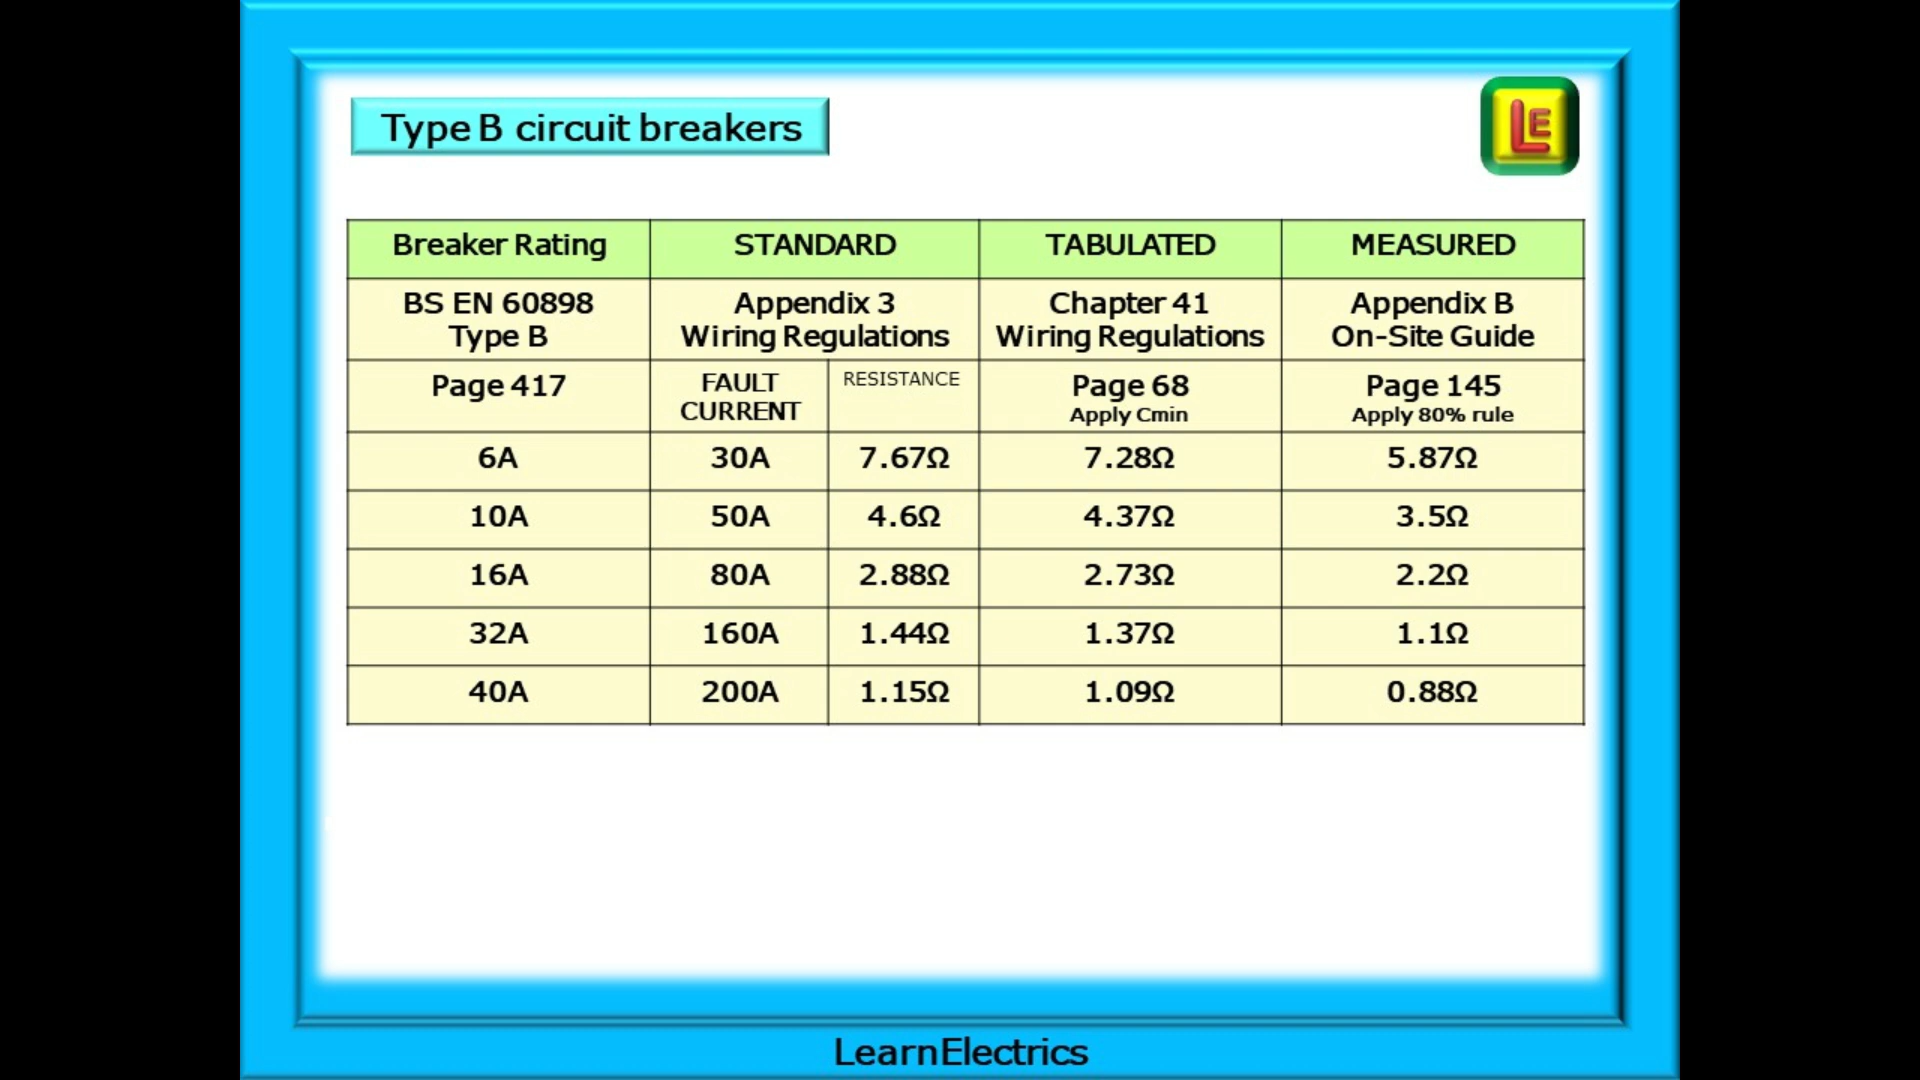 Type B circuit breakers
LE
Breaker Rating STANDARD TABULATED MEASURED
BS EN 60898 Type B Appendix 3 Wiring Regulations Chapter 41 Wiring Regulations Appendix B On-Site Guide
Page 417 FAULT CURRENT RESISTANCE Page 68 Apply Cmin Page 145 Apply 80% rule
6A 30A 7.67Ω 7.28Ω 5.87Ω
10A 50A 4.6Ω 4.37Ω 3.5Ω
16A 80A 2.88Ω 2.73Ω 2.2Ω
32A 160A 1.44Ω 1.37Ω 1.1Ω
40A 200A 1.15Ω 1.09Ω 0.88Ω
LearnElectrics